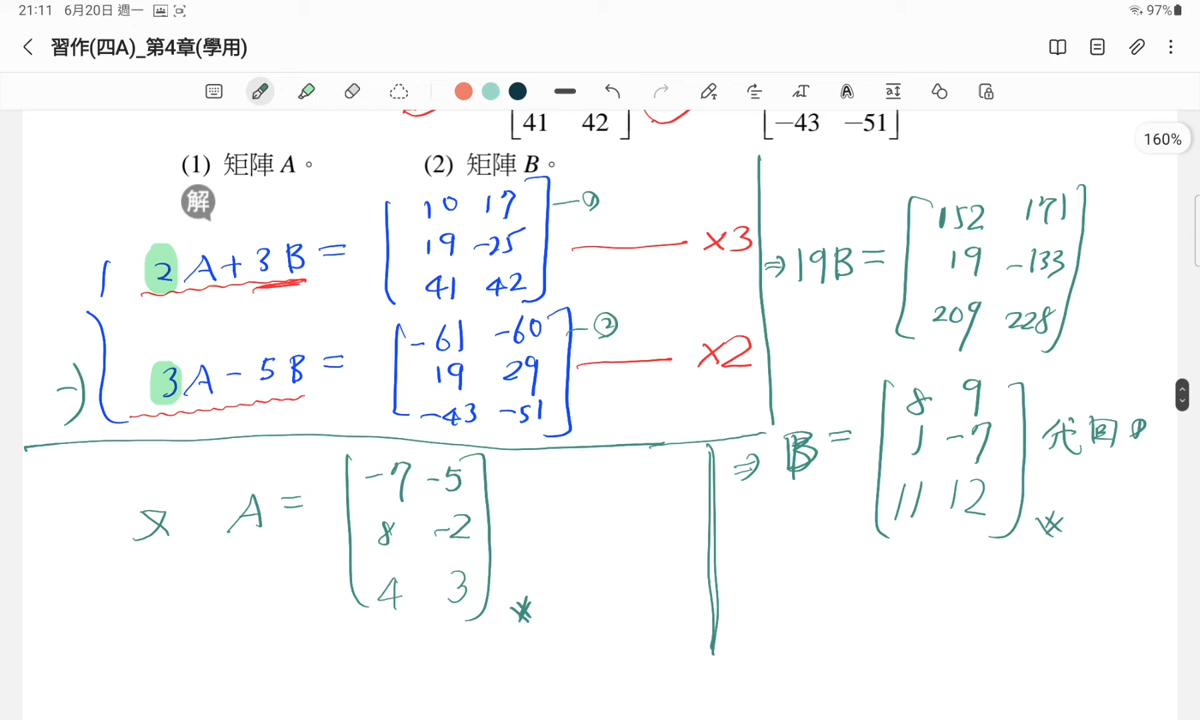 21:11 6月20日 週一 97%
習作(四A)_第4章(學用)
160%
41 42
-43 -51
(1) 矩陣 A。 (2) 矩陣 B。
解
2A+3B= [10 17
19 -25
41 42] ① ×3
3A-5B= [-61 -60
19 29
-43 -51] ② ×2
-)
⇒19B= [152 171
19 -133
209 228]
⇒ B= [8 9
1 -7
11 12] 代回①
又 A= [-7 -5
8 -2
4 3]